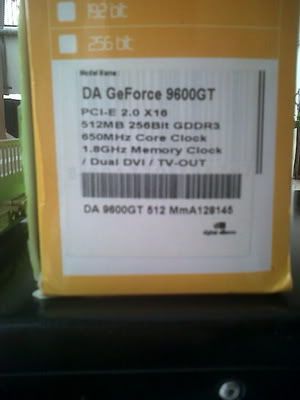 192 bit
256 bit
Model Name :
DA GeForce 9600GT
PCI-E 2.0 X16
512MB 256Bit GDDR3
650MHz Core Clock
1.8GHz Memory Clock
/ Dual DVI / TV-OUT
DA 9600GT 512 MmA128145